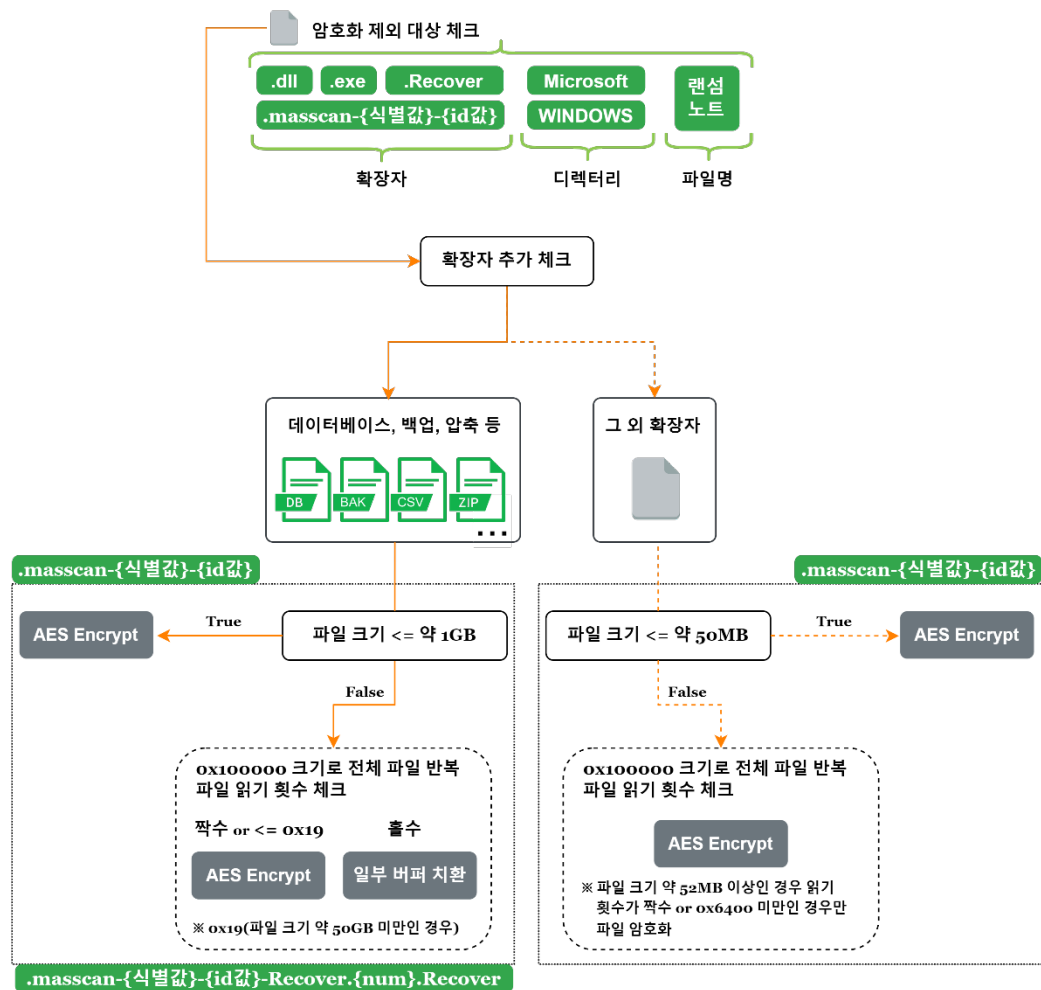 암호화 제외 대상 체크
.dll .exe .Recover
.masscan-{식별값}-{id값}
Microsoft
WINDOWS
랜섬
노트
확장자
디렉터리
파일명
확장자 추가 체크
데이터베이스, 백업, 압축 등
DB BAK CSV ZIP
...
그 외 확장자
.masscan-{식별값}-{id값}
AES Encrypt
True
파일 크기 <= 약 1GB
False
0x100000 크기로 전체 파일 반복
파일 읽기 횟수 체크
짝수 or <= 0x19
홀수
AES Encrypt
일부 버퍼 치환
※ 0x19(파일 크기 약 50GB 미만인 경우)
.masscan-{식별값}-{id값}-Recover.{num}.Recover
.masscan-{식별값}-{id값}
파일 크기 <= 약 50MB
True
AES Encrypt
False
0x100000 크기로 전체 파일 반복
파일 읽기 횟수 체크
AES Encrypt
※ 파일 크기 약 52MB 이상인 경우 읽기
횟수가 짝수 or 0x6400 미만인 경우만
파일 암호화